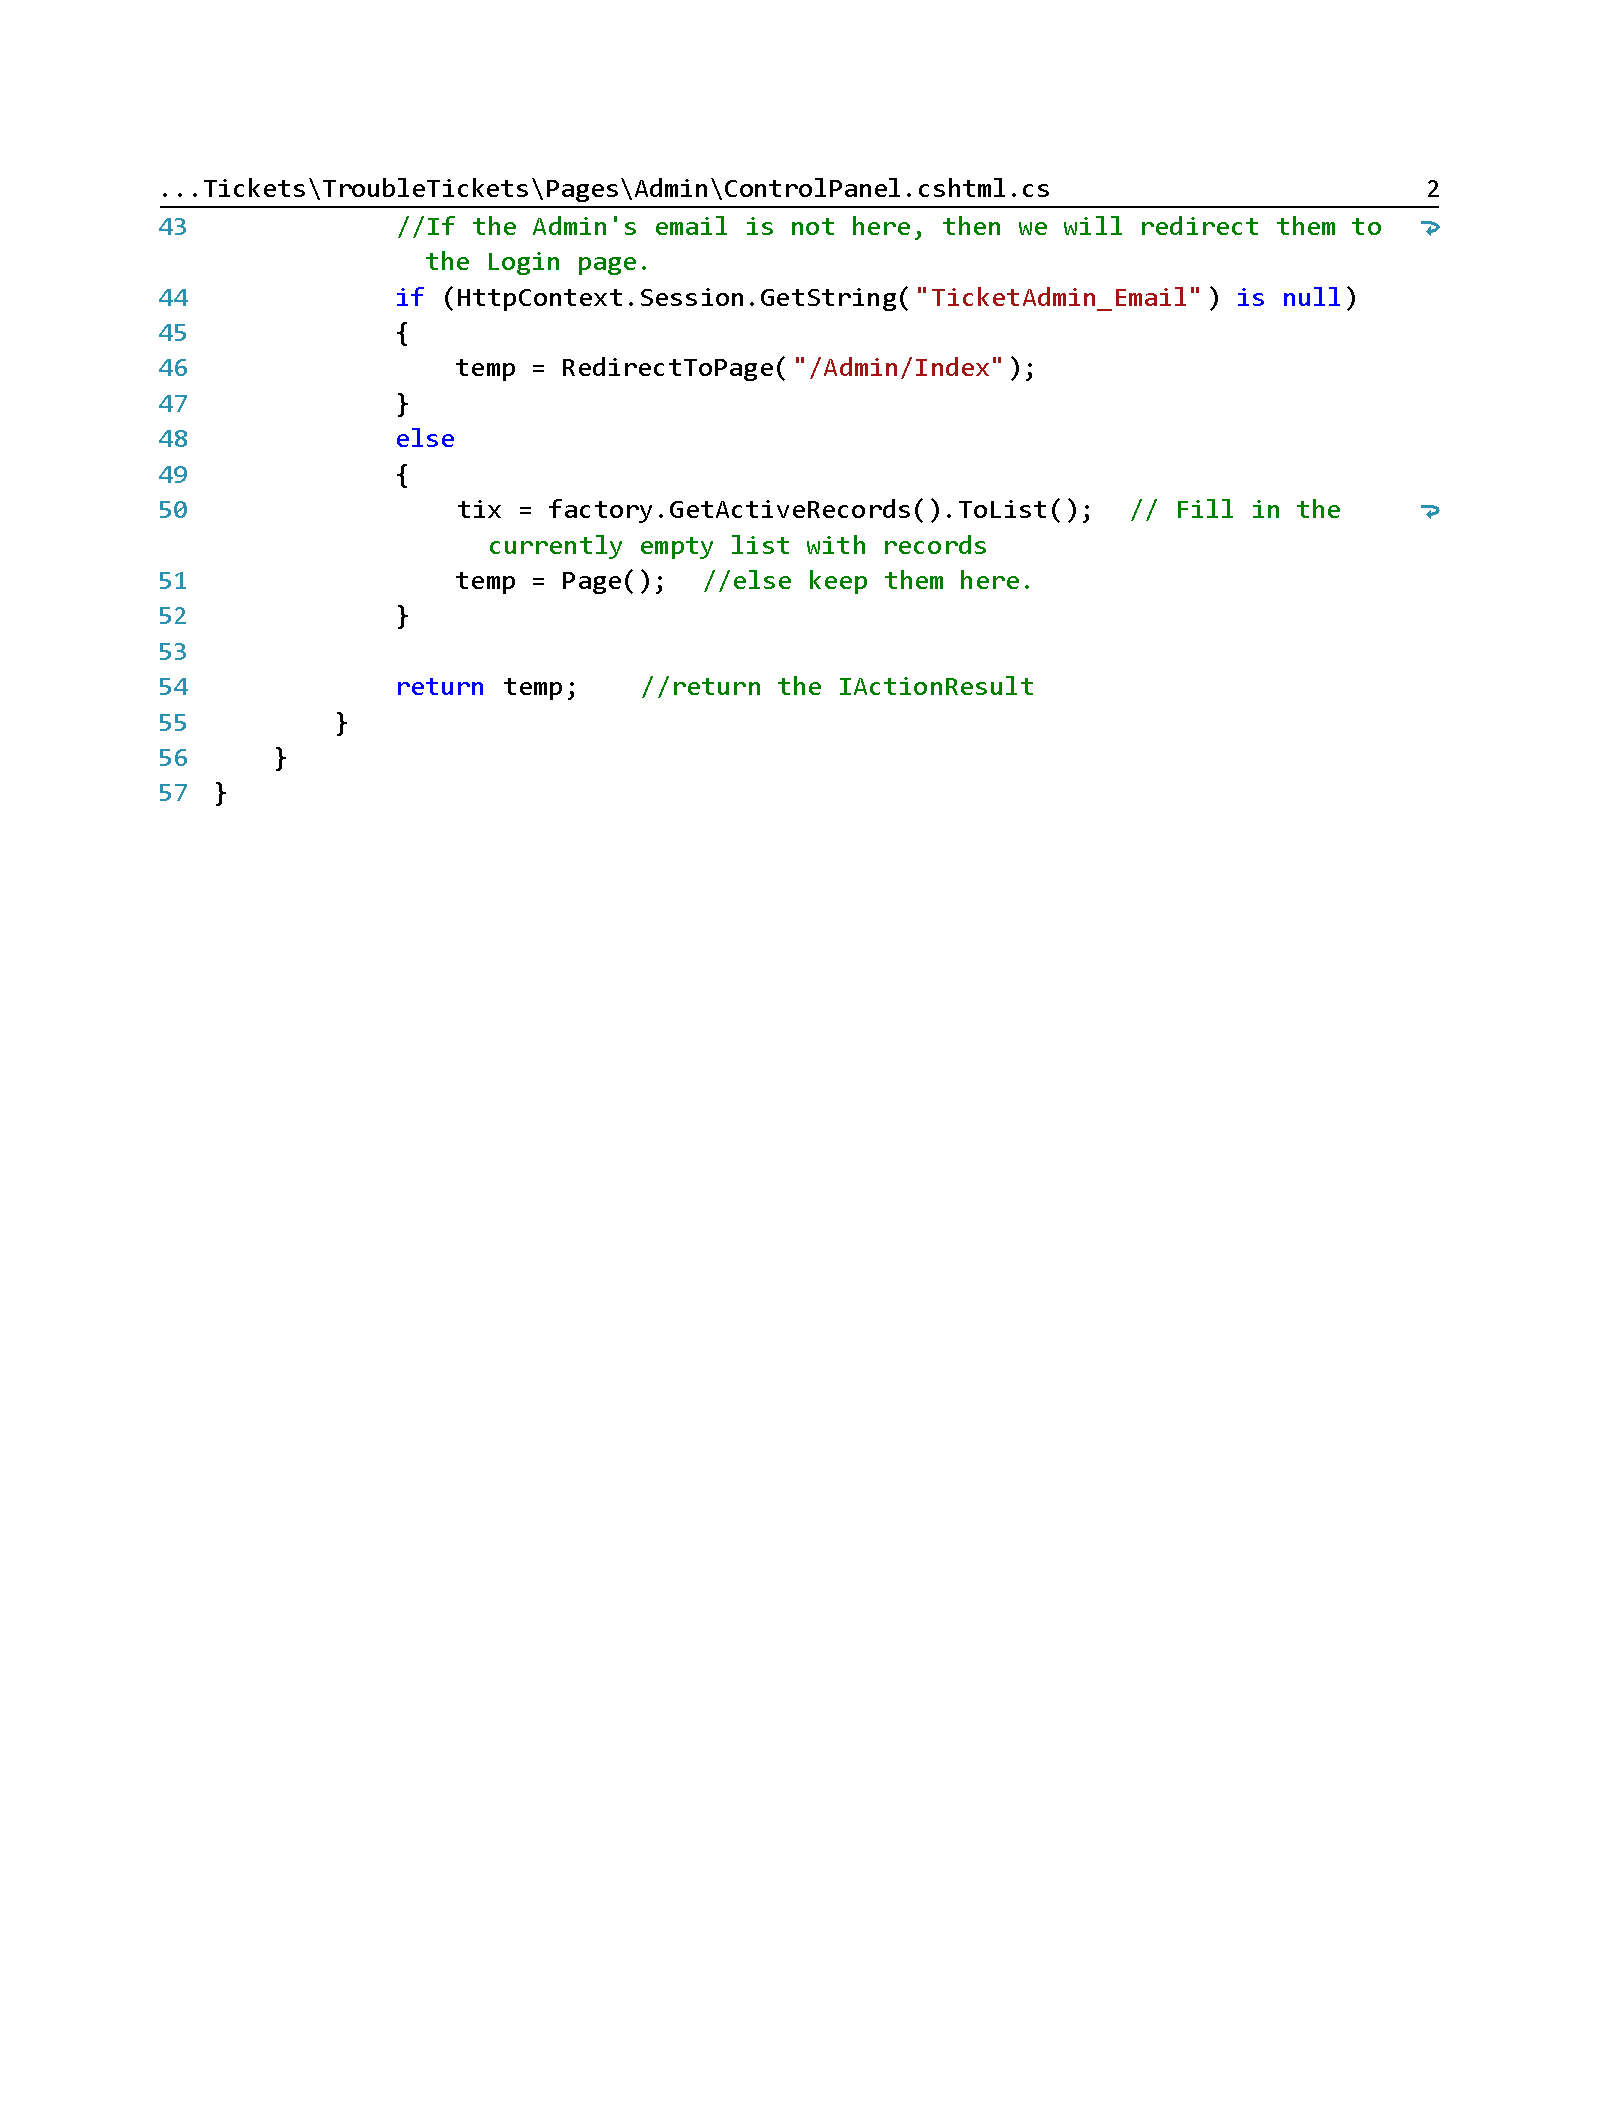 ...Tickets\TroubleTickets\Pages\Admin\ControlPanel.cshtml.cs 2
43 //If the Admin's email is not here, then we will redirect them to
the Login page.
44 if (HttpContext.Session.GetString("TicketAdmin_Email") is null)
45 {
46 temp = RedirectToPage("/Admin/Index");
47 }
48 else
49 {
50 tix = factory.GetActiveRecords().ToList(); // Fill in the
currently empty list with records
51 temp = Page(); //else keep them here.
52 }
53
54 return temp; //return the IActionResult
55 }
56 }
57 }